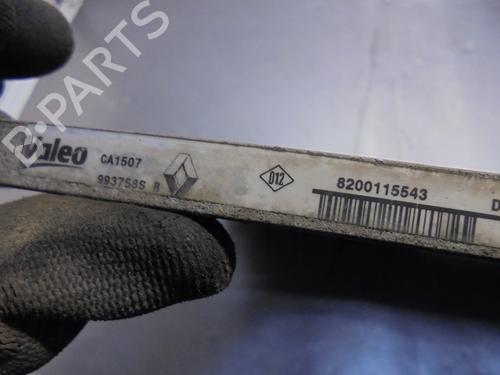 B-PARTS
Valeo
CA1507
993758S R
D12
8200115543
D